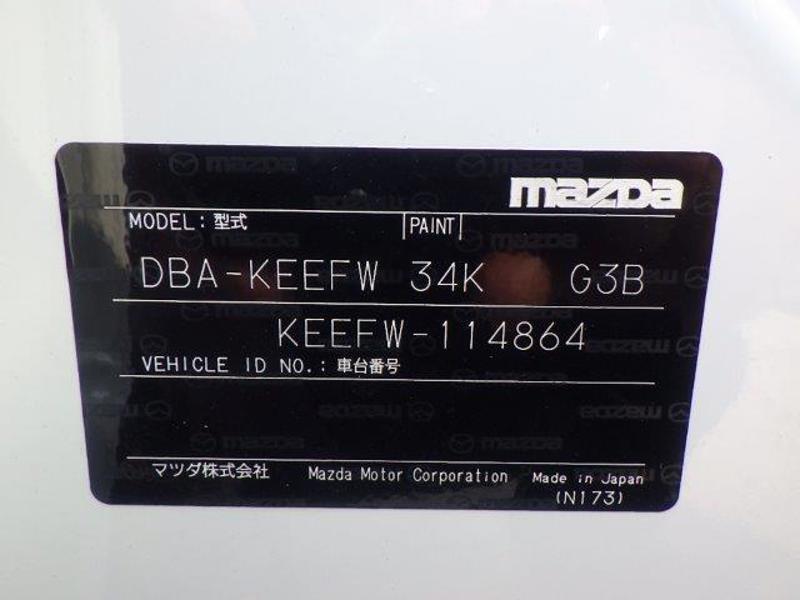 mazda
MODEL: 型式 PAINT
DBA-KEEFW 34K G3B
KEEFW-114864
VEHICLE ID NO.: 車台番号
マツダ株式会社 Mazda Motor Corporation Made in Japan
(N173)